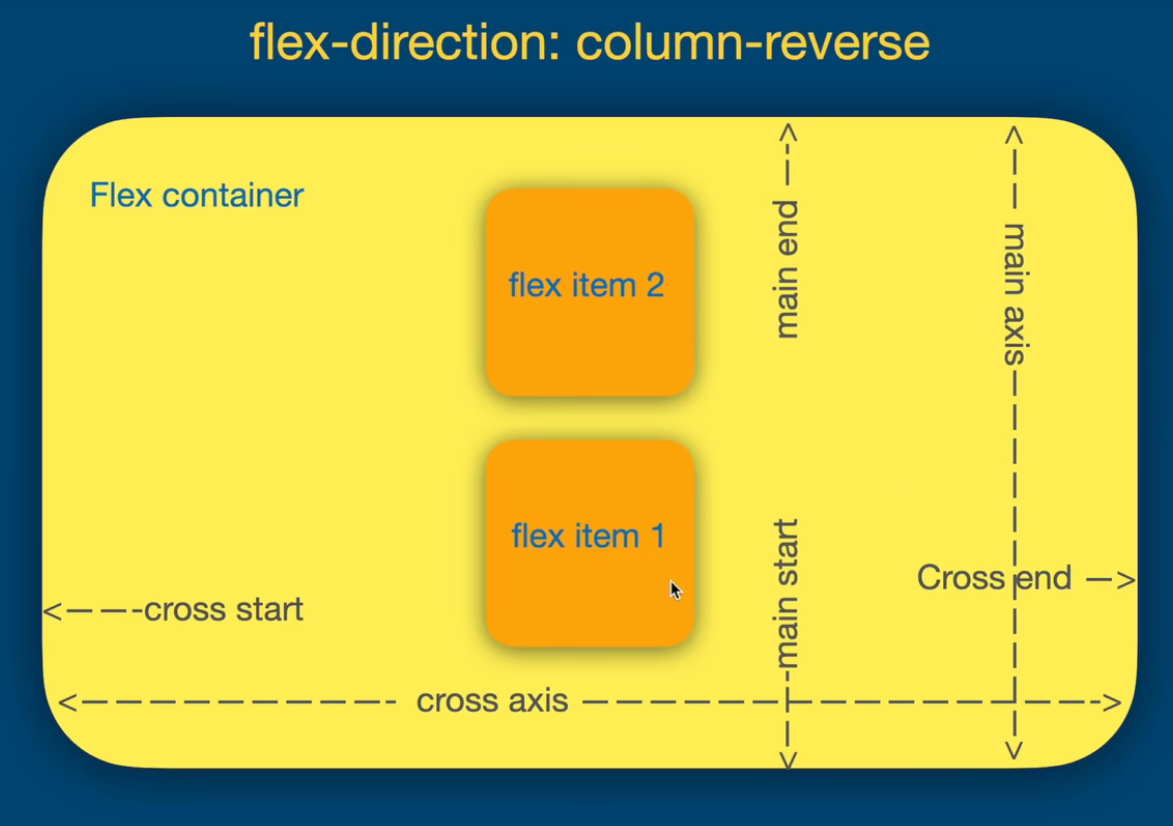 flex-direction: column-reverse
Flex container
flex item 2
main end
main axis
flex item 1
main start
Cross end
cross start
cross axis